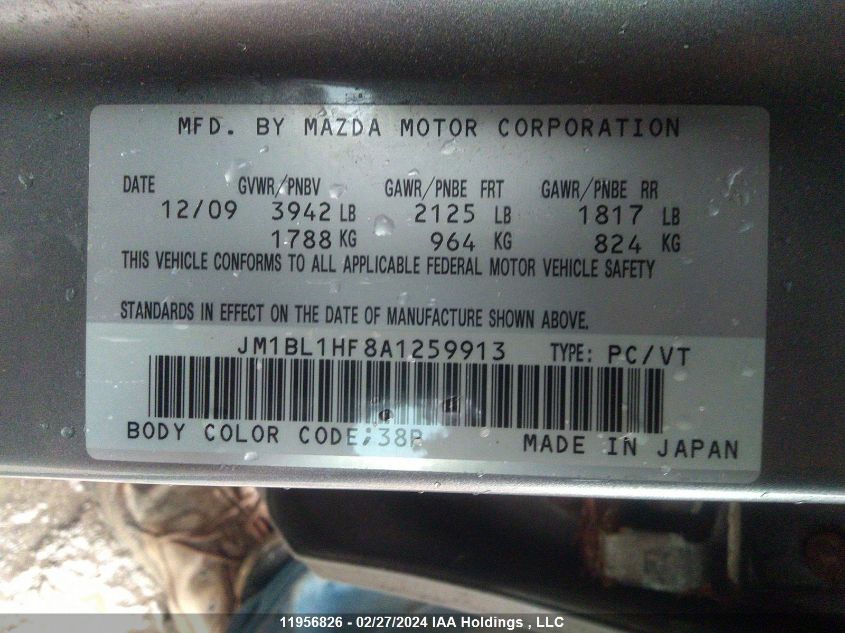 MFD. BY MAZDA MOTOR CORPORATION
DATE GVWR/PNBV GAWR/PNBE FRT GAWR/PNBE RR
12/09 3942 LB 2125 LB 1817 LB
1788 KG 964 KG 824 KG
THIS VEHICLE CONFORMS TO ALL APPLICABLE FEDERAL MOTOR VEHICLE SAFETY
STANDARDS IN EFFECT ON THE DATE OF MANUFACTURE SHOWN ABOVE.
JM1BL1HF8A1259913 TYPE: PC/VT
BODY COLOR CODE;38P MADE IN JAPAN
11956826 - 02/27/2024 IAA Holdings , LLC